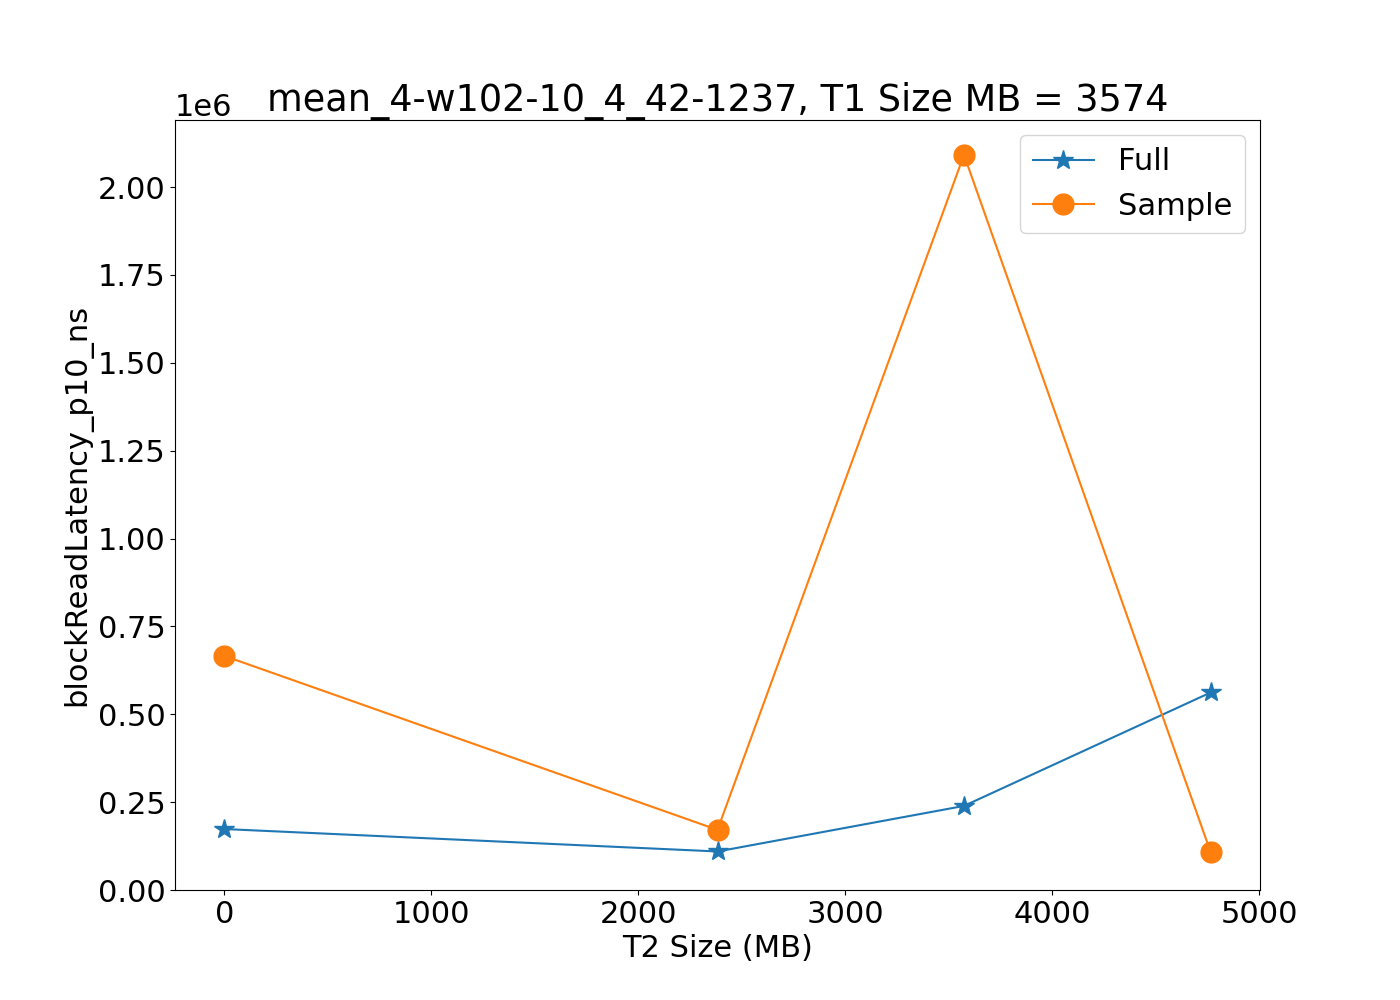 mean_4-w102-10_4_42-1237, T1 Size MB = 3574
1e6
Full
Sample
2.00
1.75
1.50
1.25
1.00
0.75
0.50
0.25
0.00
blockReadLatency_p10_ns
0 1000 2000 3000 4000 5000
T2 Size (MB)